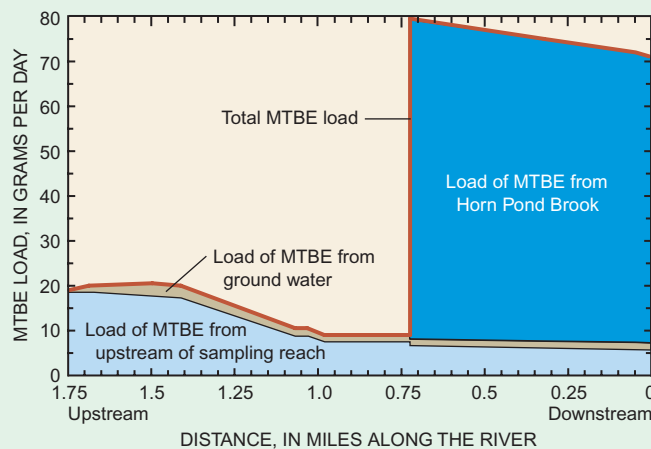 MTBE LOAD, IN GRAMS PER DAY
80
70
60
50
40
30
20
10
0
Total MTBE load
Load of MTBE from
Horn Pond Brook
Load of MTBE from
ground water
Load of MTBE from
upstream of sampling reach
1.75
1.5
1.25
1.0
0.75
0.5
0.25
0
Upstream
Downstream
DISTANCE, IN MILES ALONG THE RIVER